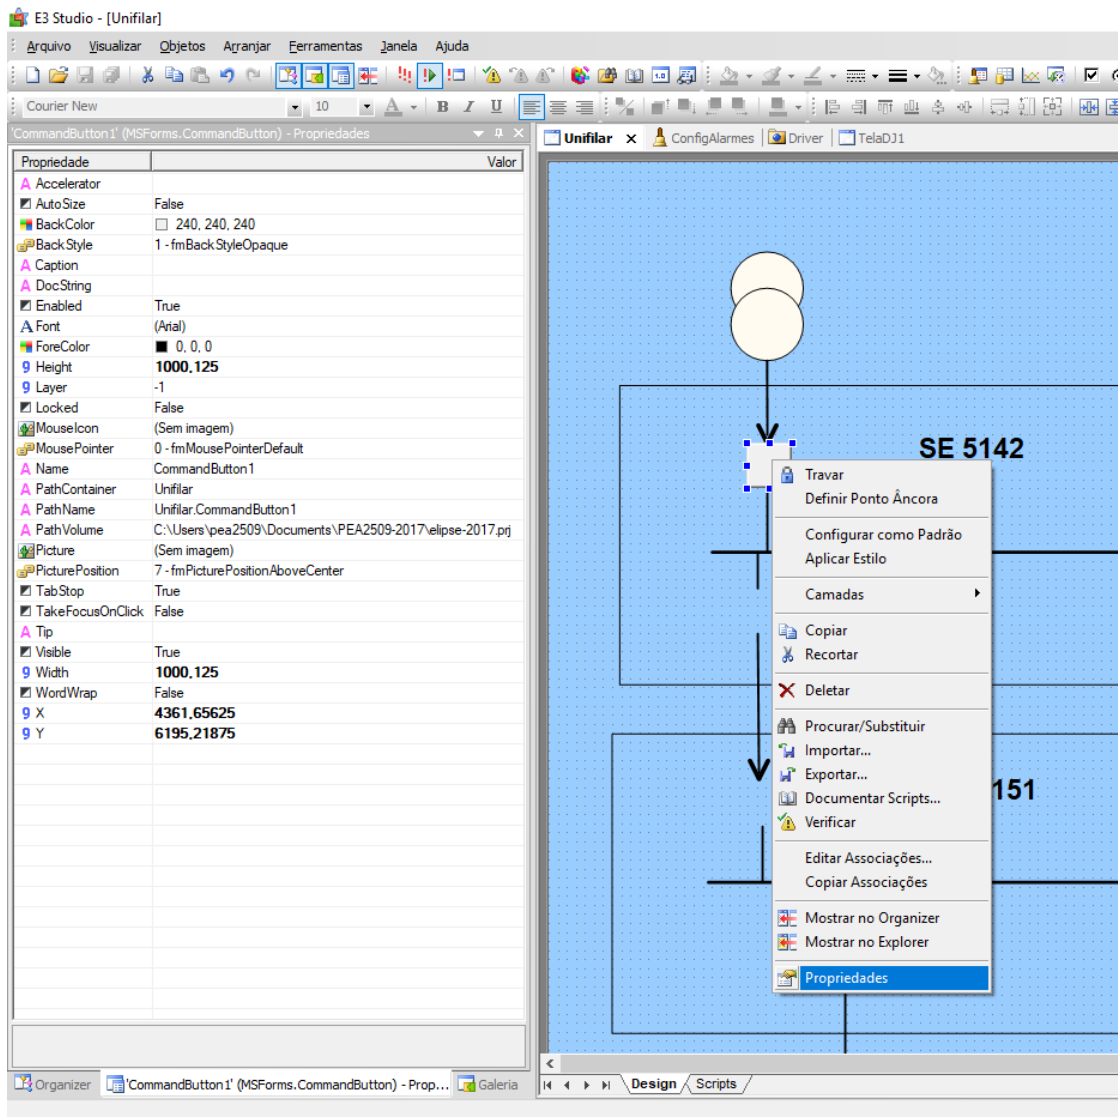 E3 Studio - [Unifilar]
Arquivo Visualizar Objetos Arranjar Ferramentas Janela Ajuda
Courier New 10 A B I U
'CommandButton1' (MSForms.CommandButton) - Propriedades
Unifilar X ConfigAlarmes Driver TelaDJ1
Propriedade Valor
Accelerator
AutoSize False
BackColor 240, 240, 240
BackStyle 1 - fmBackStyleOpaque
Caption
DocString
Enabled True
Font (Arial)
ForeColor 0, 0, 0
Height 1000,125
Layer -1
Locked False
MouseIcon (Sem imagem)
MousePointer 0 - fmMousePointerDefault
Name CommandButton1
PathContainer Unifilar
PathName Unifilar.CommandButton1
PathVolume C:\Users\pea2509\Documents\PEA2509-2017\elipse-2017.prj
Picture (Sem imagem)
PicturePosition 7 - fmPicturePositionAboveCenter
TabStop True
TakeFocusOnClick False
Tip
Visible True
Width 1000,125
WordWrap False
X 4361,65625
Y 6195,21875
SE 5142
Travar
Definir Ponto Âncora
Configurar como Padrão
Aplicar Estilo
Camadas
Copiar
Recortar
Deletar
Procurar/Substituir
Importar...
Exportar...
Documentar Scripts...
Verificar
Editar Associações...
Copiar Associações
Mostrar no Organizer
Mostrar no Explorer
Propriedades
151
Organizer 'CommandButton1' (MSForms.CommandButton) - Prop... Galeria
Design Scripts